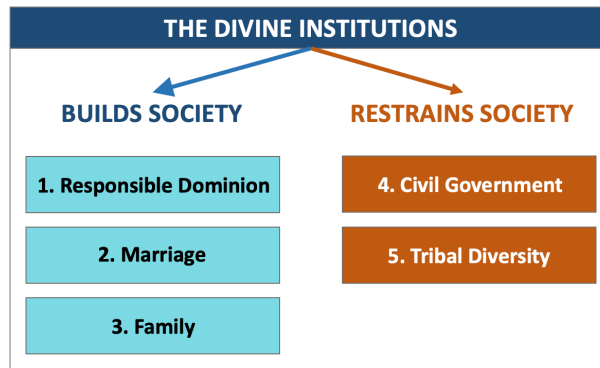 THE DIVINE INSTITUTIONS
BUILDS SOCIETY
1. Responsible Dominion
2. Marriage
3. Family
RESTRAINS SOCIETY
4. Civil Government
5. Tribal Diversity